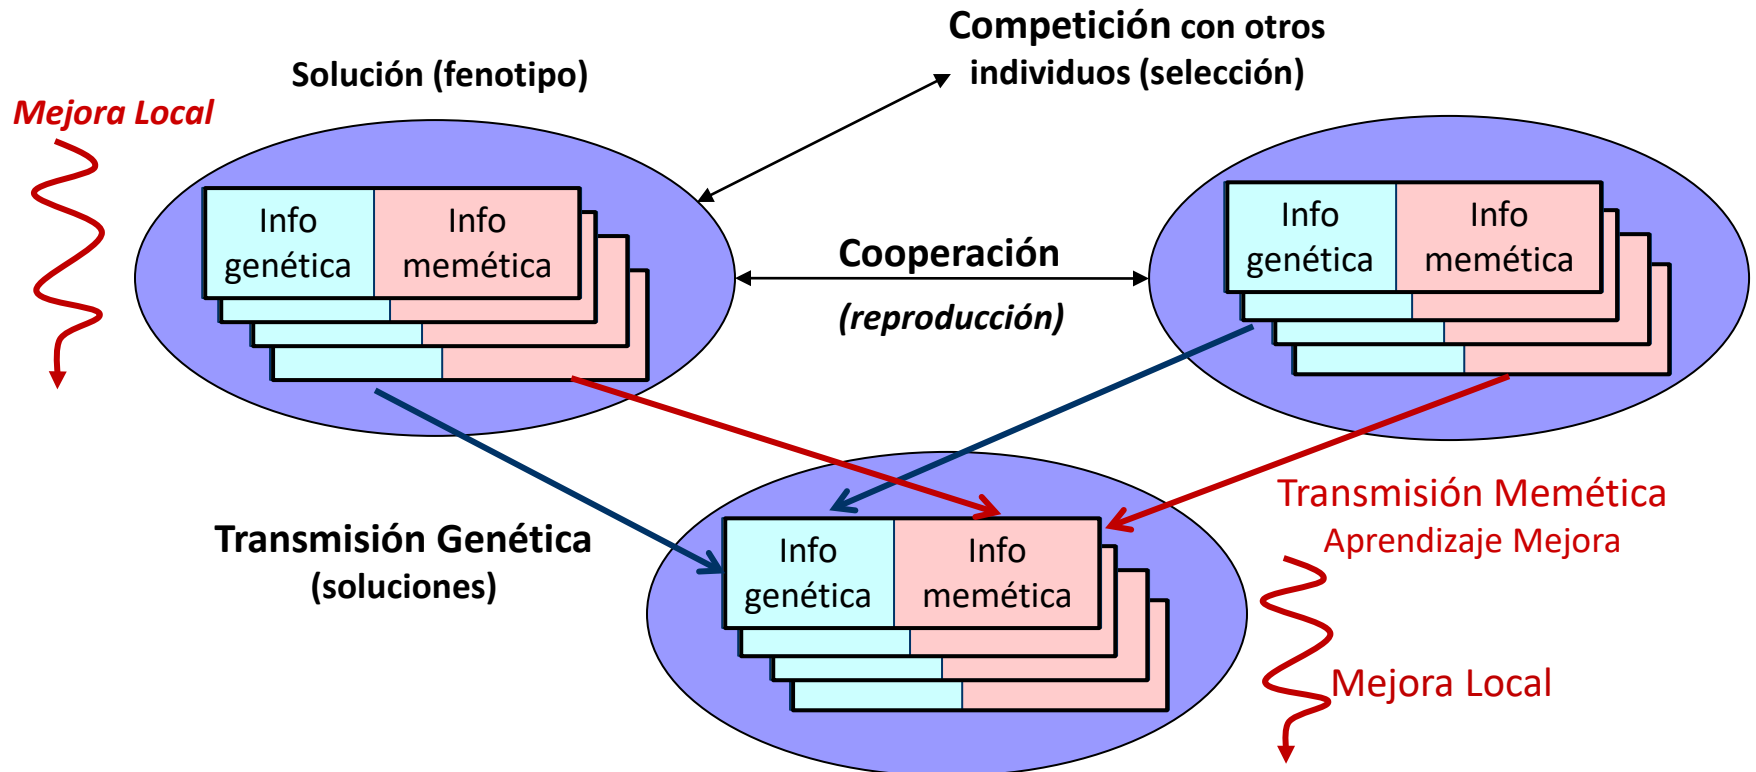 Competición con otros
individuos (selección)
Solución (fenotipo)
Mejora Local
Info
genética
Info
memética
Cooperación
(reproducción)
Info
genética
Info
memética
Transmisión Genética
(soluciones)
Info
genética
Info
memética
Transmisión Memética
Aprendizaje Mejora
Mejora Local